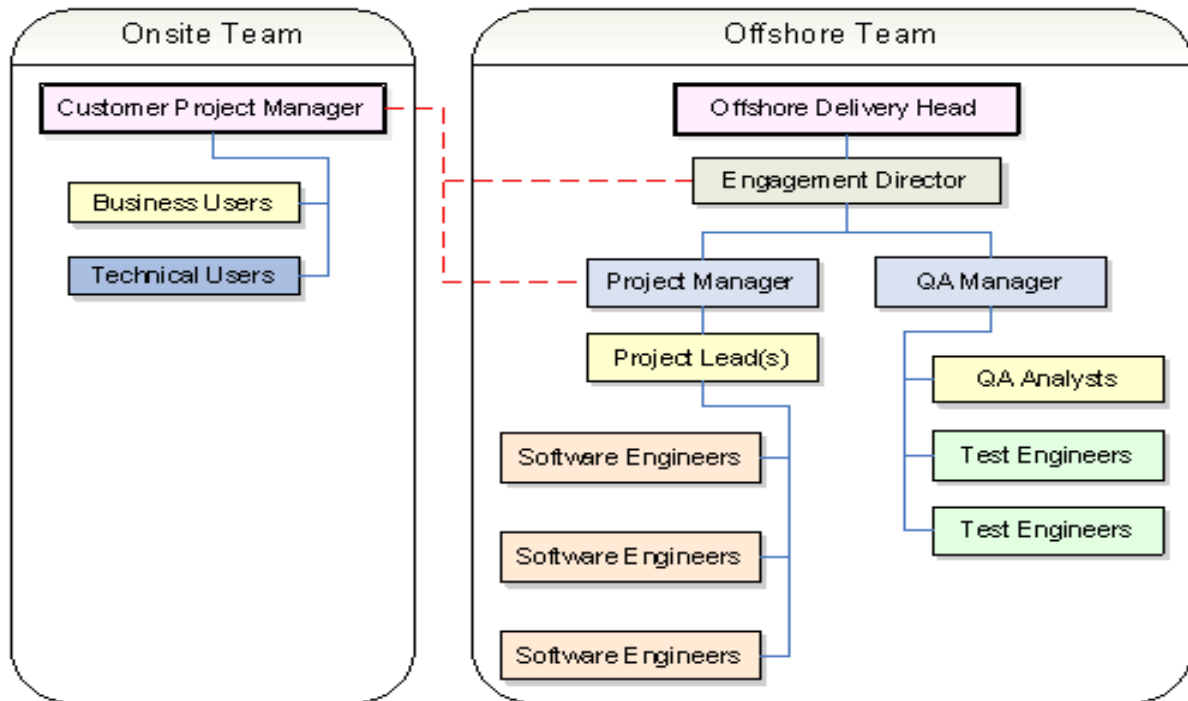 Onsite Team
Customer Project Manager
Business Users
Technical Users
Offshore Team
Offshore Delivery Head
Engagement Director
Project Manager
QA Manager
Project Lead(s)
QA Analysts
Software Engineers
Test Engineers
Software Engineers
Test Engineers
Software Engineers